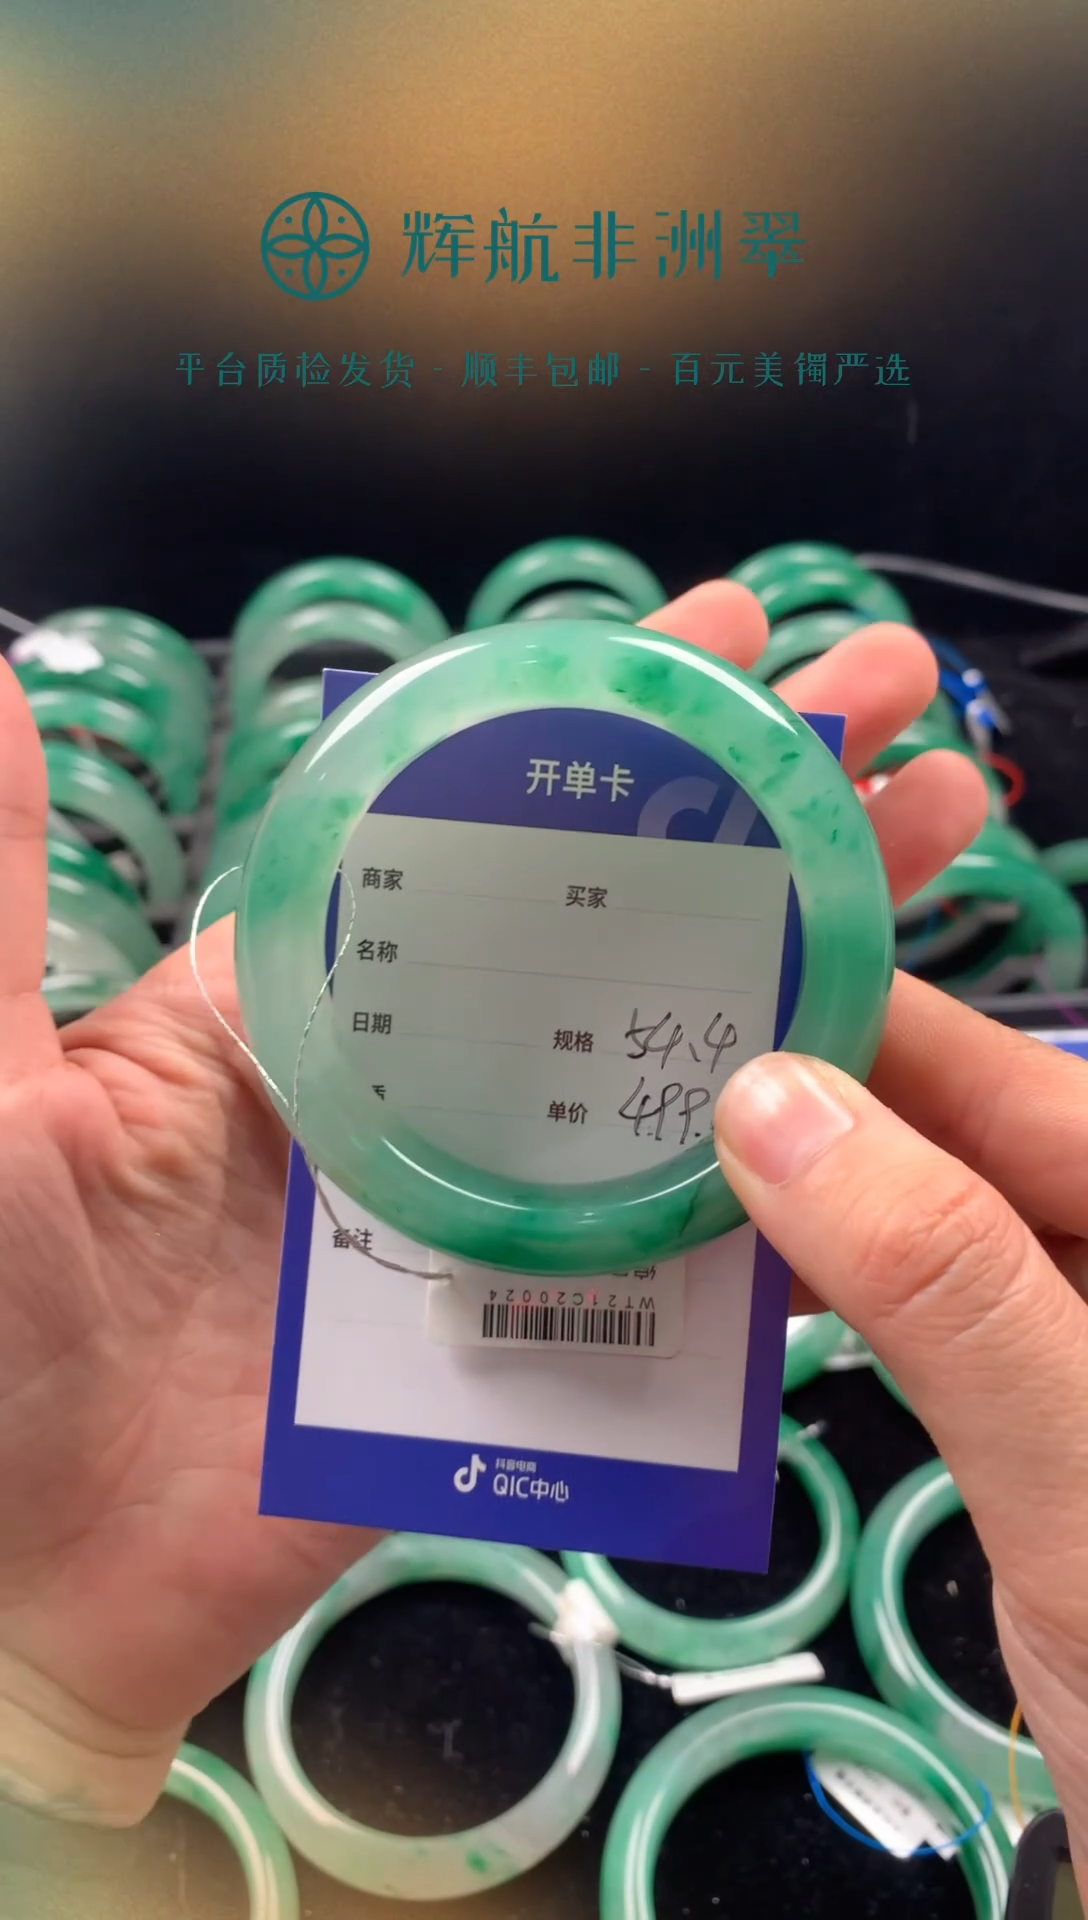 辉航非洲翠
平台质检发货 - 顺丰包邮 - 百元美镯严选
开单卡
商家
买家
名称
日期
规格 54.4
单价 499.
备注
WT21C20024
抖音电商
QIC中心